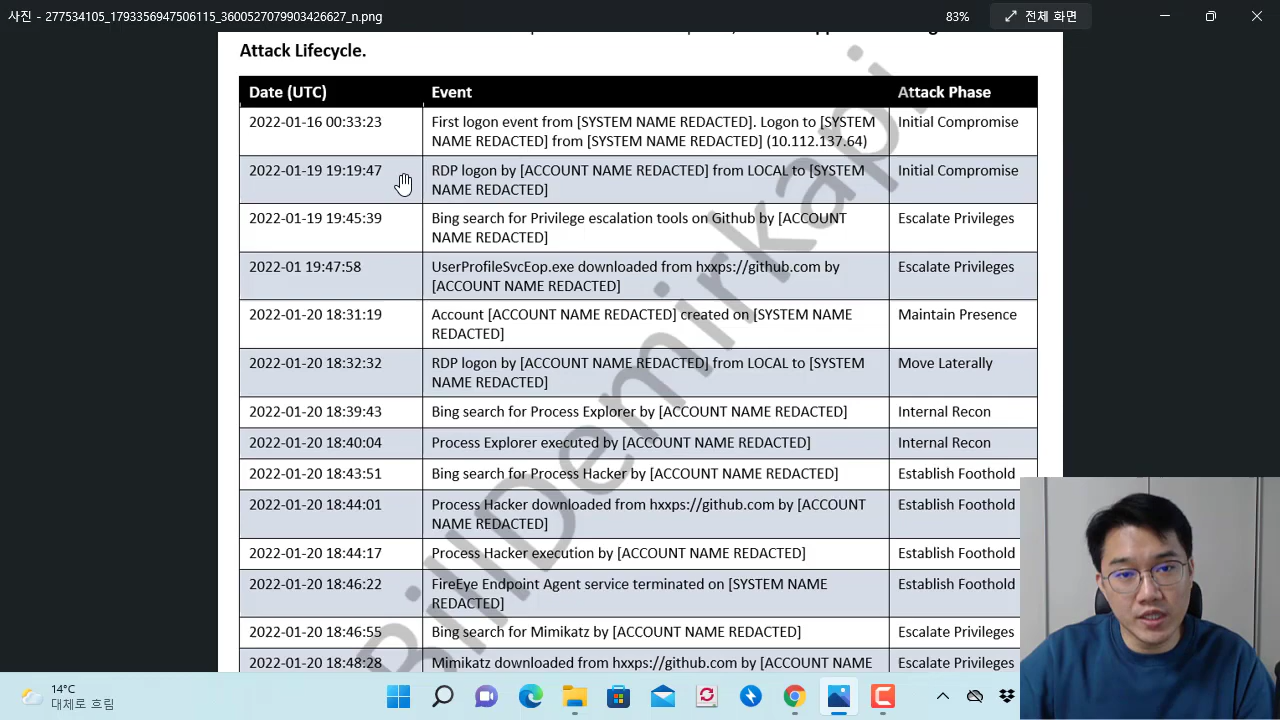 사진 - 277534105_1793356947506115_3600527079903426627_n.png
83%
전체 화면
Attack Lifecycle.
Date (UTC) Event Attack Phase
2022-01-16 00:33:23 First logon event from [SYSTEM NAME REDACTED]. Logon to [SYSTEM Initial Compromise
NAME REDACTED] from [SYSTEM NAME REDACTED] (10.112.137.64)
2022-01-19 19:19:47 RDP logon by [ACCOUNT NAME REDACTED] from LOCAL to [SYSTEM Initial Compromise
NAME REDACTED]
2022-01-19 19:45:39 Bing search for Privilege escalation tools on Github by [ACCOUNT Escalate Privileges
NAME REDACTED]
2022-01 19:47:58 UserProfileSvcEop.exe downloaded from hxxps://github.com by Escalate Privileges
[ACCOUNT NAME REDACTED]
2022-01-20 18:31:19 Account [ACCOUNT NAME REDACTED] created on [SYSTEM NAME Maintain Presence
REDACTED]
2022-01-20 18:32:32 RDP logon by [ACCOUNT NAME REDACTED] from LOCAL to [SYSTEM Move Laterally
NAME REDACTED]
2022-01-20 18:39:43 Bing search for Process Explorer by [ACCOUNT NAME REDACTED] Internal Recon
2022-01-20 18:40:04 Process Explorer executed by [ACCOUNT NAME REDACTED] Internal Recon
2022-01-20 18:43:51 Bing search for Process Hacker by [ACCOUNT NAME REDACTED] Establish Foothold
2022-01-20 18:44:01 Process Hacker downloaded from hxxps://github.com by [ACCOUNT Establish Foothold
NAME REDACTED]
2022-01-20 18:44:17 Process Hacker execution by [ACCOUNT NAME REDACTED] Establish Foothold
2022-01-20 18:46:22 FireEye Endpoint Agent service terminated on [SYSTEM NAME Establish Foothold
REDACTED]
2022-01-20 18:46:55 Bing search for Mimikatz by [ACCOUNT NAME REDACTED] Escalate Privileges
2022-01-20 18:48:28 Mimikatz downloaded from hxxps://github.com by [ACCOUNT NAME Escalate Privileges
BillDemirkapi
14°C
대체로 흐림